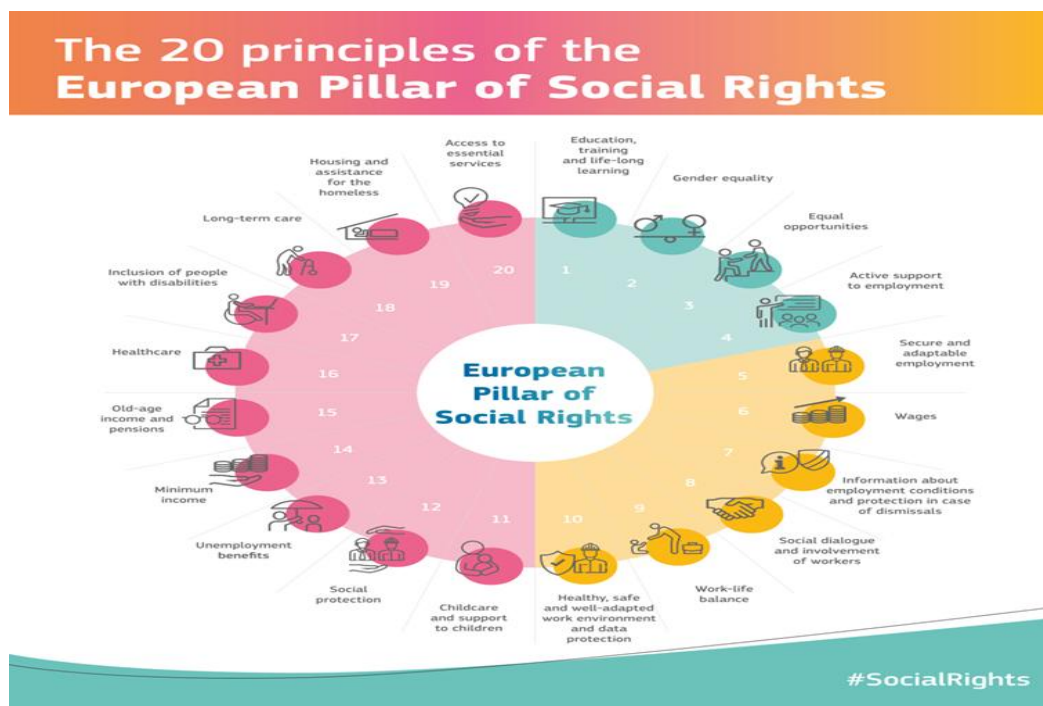 The 20 principles of the
European Pillar of Social Rights
Access to
essential
services
Education,
training
and life-long
learning
Housing and
assistance
for the
homeless
Gender equality
Long-term care
Equal
opportunities
Inclusion of people
with disabilities
Active support
to employment
Healthcare
Secure and
adaptable
employment
Old-age
income and
pensions
Wages
Minimum
income
Information about
employment conditions
and protection in case
of dismissals
Unemployment
benefits
Social dialogue
and involvement
of workers
Social
protection
Work-life
balance
Childcare
and support
to children
Healthy, safe
and well-adapted
work environment
and data
protection
1
2
3
4
5
6
7
8
9
10
11
12
13
14
15
16
17
18
19
20
European
Pillar of
Social Rights
i
#SocialRights